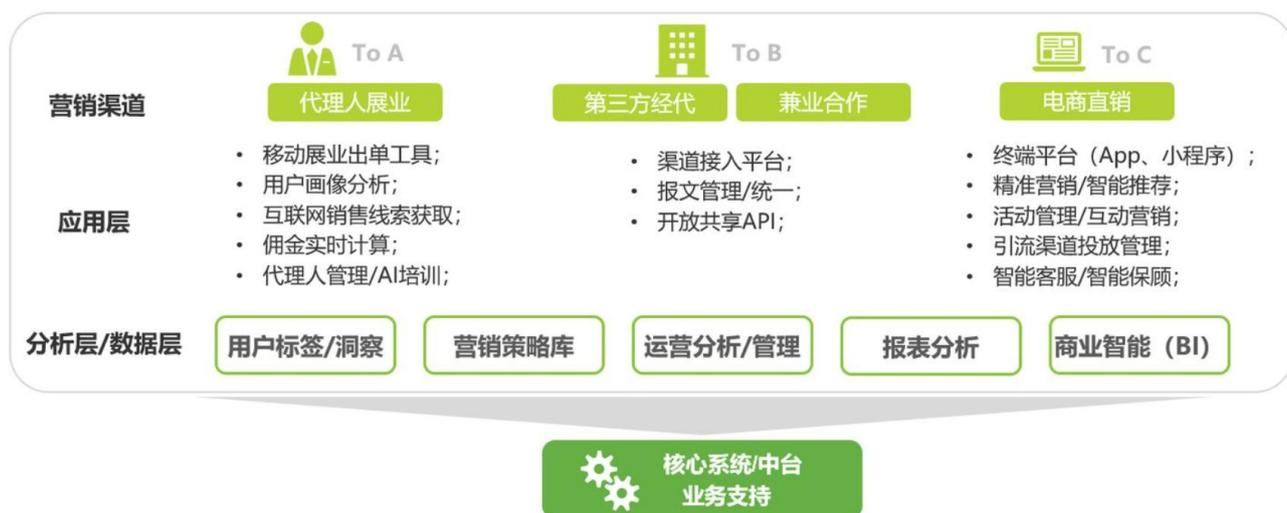 To A
To B
To C
营销渠道
代理人展业
第三方经代
兼业合作
电商直销
应用层
• 移动展业出单工具;
• 用户画像分析;
• 互联网销售线索获取;
• 佣金实时计算;
• 代理人管理/AI培训;
• 渠道接入平台;
• 报文管理/统一;
• 开放共享API;
• 终端平台（App、小程序）;
• 精准营销/智能推荐;
• 活动管理/互动营销;
• 引流渠道投放管理;
• 智能客服/智能保顾;
分析层/数据层
用户标签/洞察
营销策略库
运营分析/管理
报表分析
商业智能（BI）
核心系统/中台
业务支持